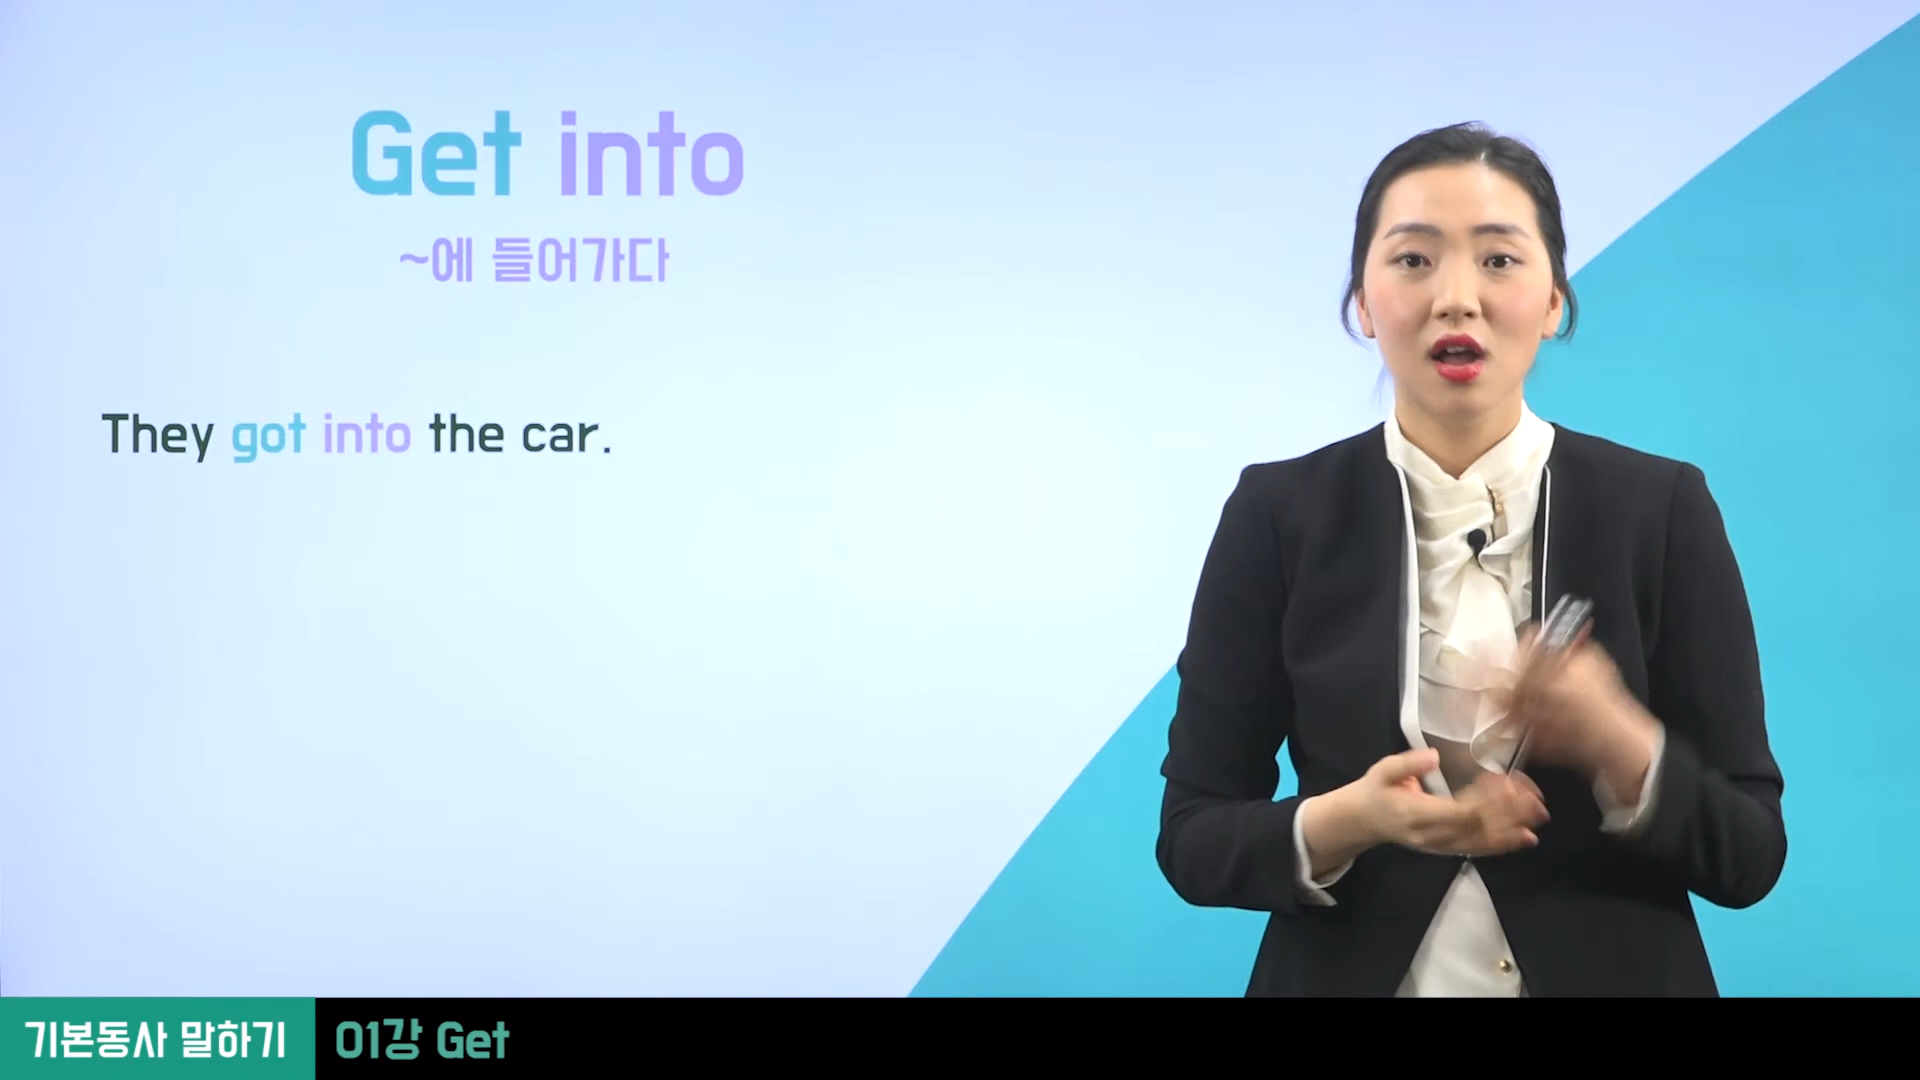 Get into
~에 들어가다
They got into the car.
기본동사 말하기
01강 Get